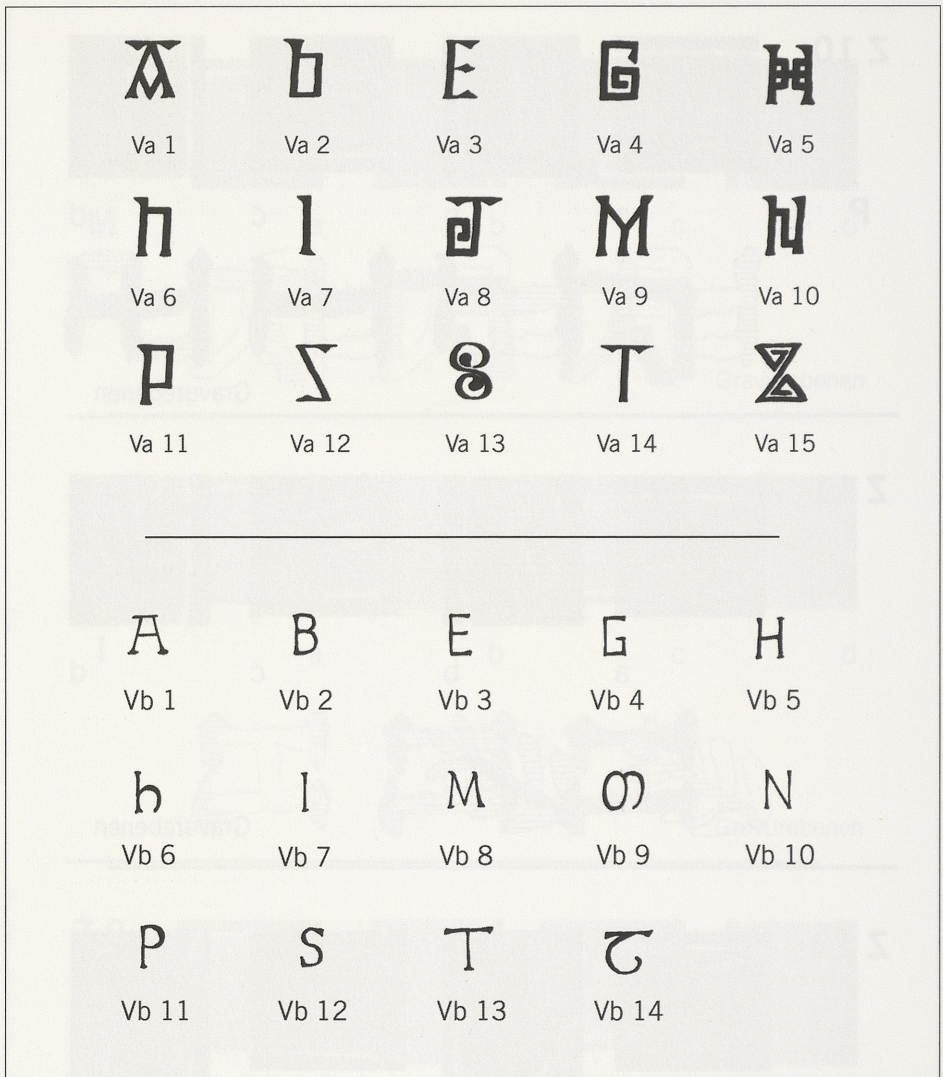 A b E G H
Va 1 Va 2 Va 3 Va 4 Va 5
h I J M N
Va 6 Va 7 Va 8 Va 9 Va 10
P S S T
Va 11 Va 12 Va 13 Va 14 Va 15
A B E G H
Vb 1 Vb 2 Vb 3 Vb 4 Vb 5
h I M M N
Vb 6 Vb 7 Vb 8 Vb 9 Vb 10
P S T T
Vb 11 Vb 12 Vb 13 Vb 14